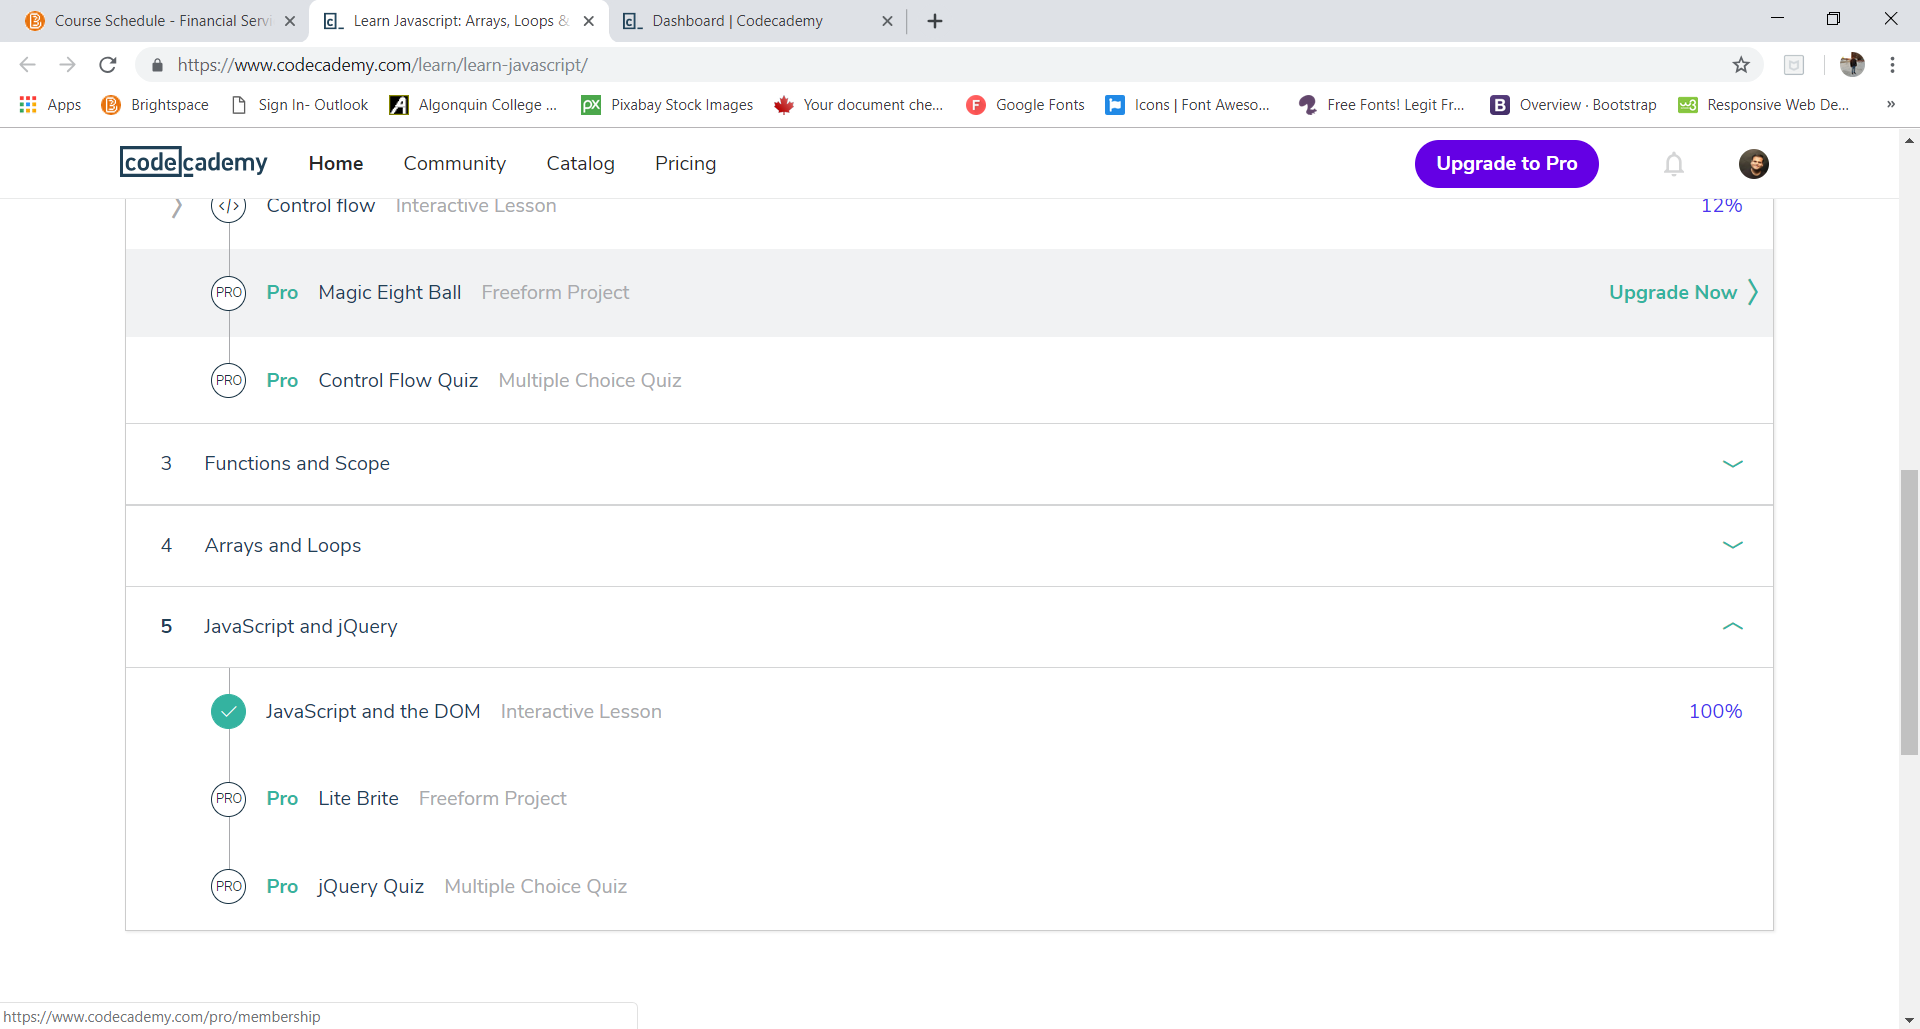 Course Schedule - Financial Servi
Learn Javascript: Arrays, Loops &
Dashboard | Codecademy
https://www.codecademy.com/learn/learn-javascript/
Apps
Brightspace
Sign In- Outlook
Algonquin College ...
Pixabay Stock Images
Your document che...
Google Fonts
Icons | Font Aweso...
Free Fonts! Legit Fr...
Overview · Bootstrap
Responsive Web De...
»
codecademy
Home
Community
Catalog
Pricing
Upgrade to Pro
</> Control flow Interactive Lesson 12%
PRO Pro Magic Eight Ball Freeform Project Upgrade Now
PRO Pro Control Flow Quiz Multiple Choice Quiz
3 Functions and Scope
4 Arrays and Loops
5 JavaScript and jQuery
JavaScript and the DOM Interactive Lesson 100%
PRO Pro Lite Brite Freeform Project
PRO Pro jQuery Quiz Multiple Choice Quiz
https://www.codecademy.com/pro/membership